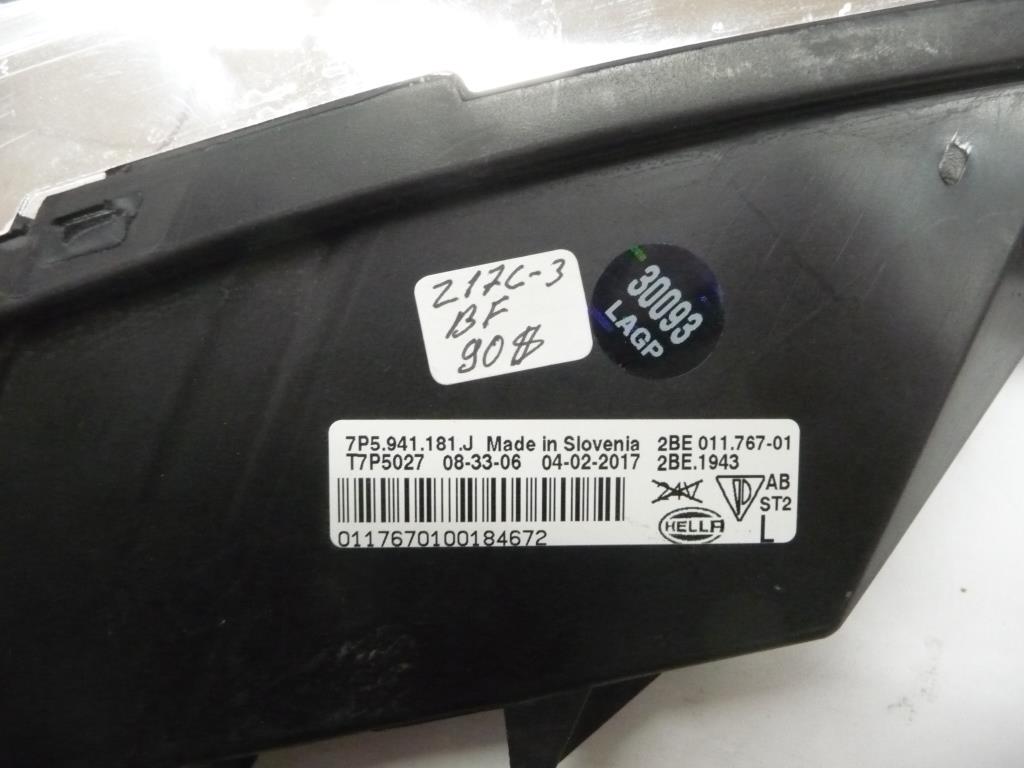 217C-3
BF
90$
30093
LAGP
7P5.941.181.J Made in Slovenia 2BE 011.767-01
T7P5027 08-33-06 04-02-2017 2BE.1943
24V
AB
ST2
HELLA
L
0117670100184672